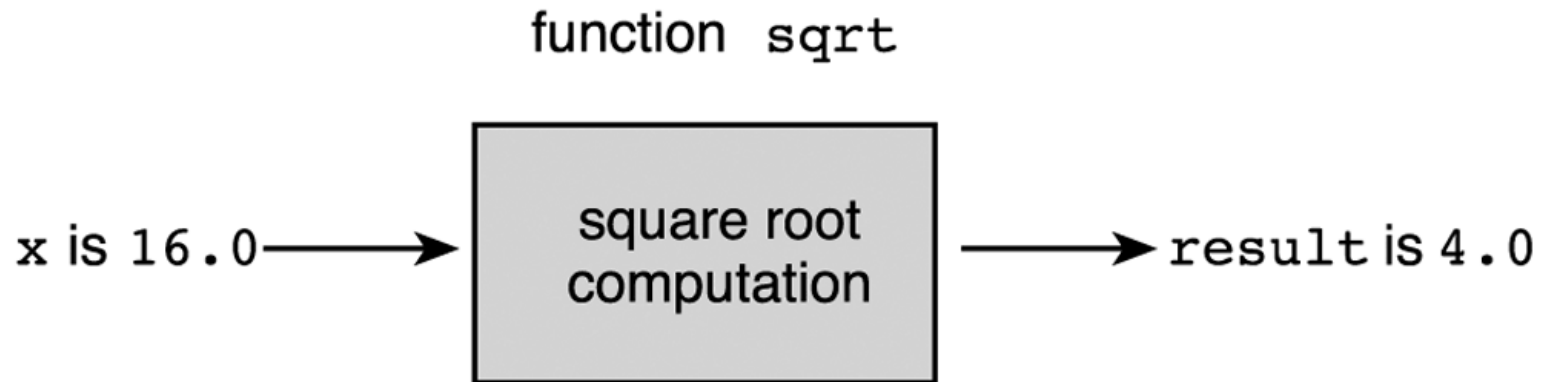 function sqrt
square root
computation
x is 16.0
result is 4.0